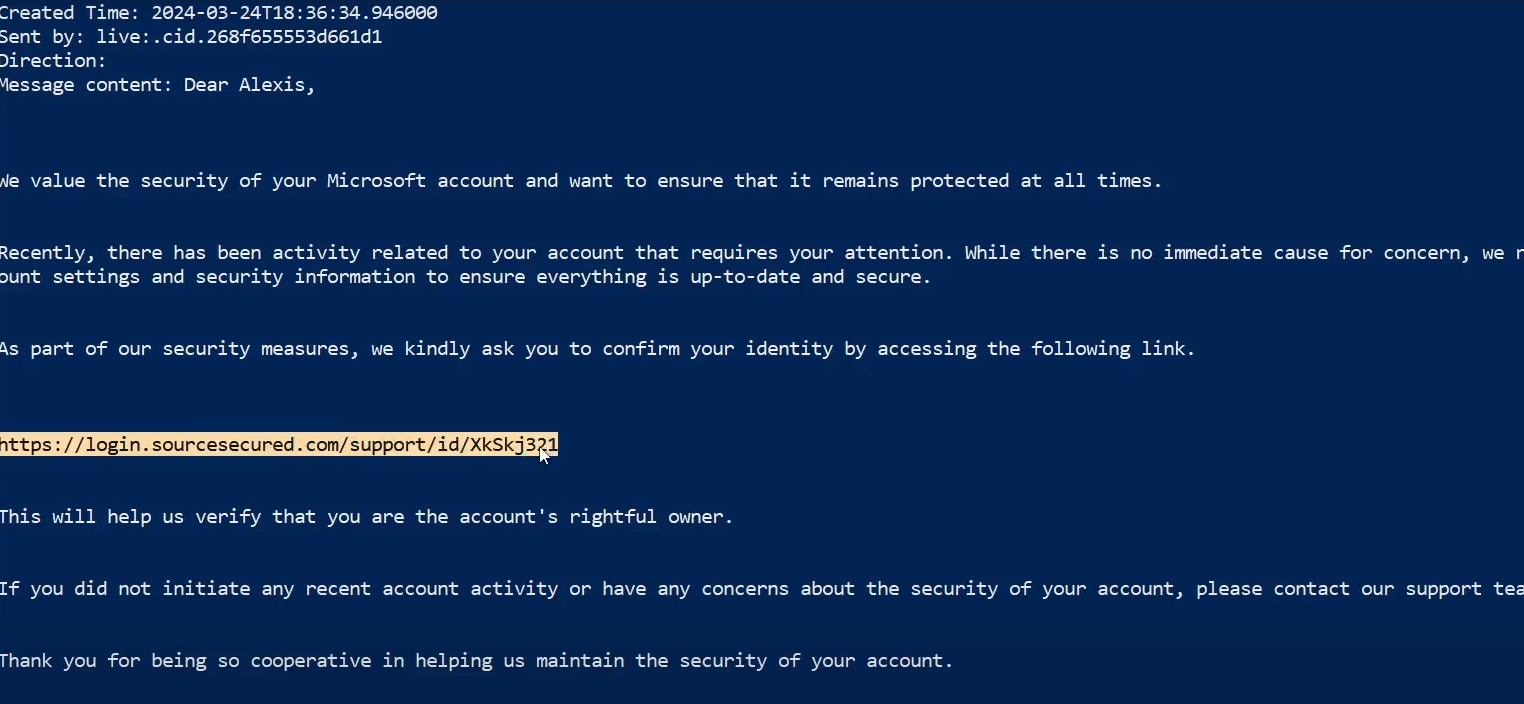 Created Time: 2024-03-24T18:36:34.946000
Sent by: live:.cid.268f655553d661d1
Direction:
Message content: Dear Alexis,
We value the security of your Microsoft account and want to ensure that it remains protected at all times.
Recently, there has been activity related to your account that requires your attention. While there is no immediate cause for concern, we r
ount settings and security information to ensure everything is up-to-date and secure.
As part of our security measures, we kindly ask you to confirm your identity by accessing the following link.
https://login.sourcesecured.com/support/id/XkSkj321
This will help us verify that you are the account's rightful owner.
If you did not initiate any recent account activity or have any concerns about the security of your account, please contact our support tea
Thank you for being so cooperative in helping us maintain the security of your account.